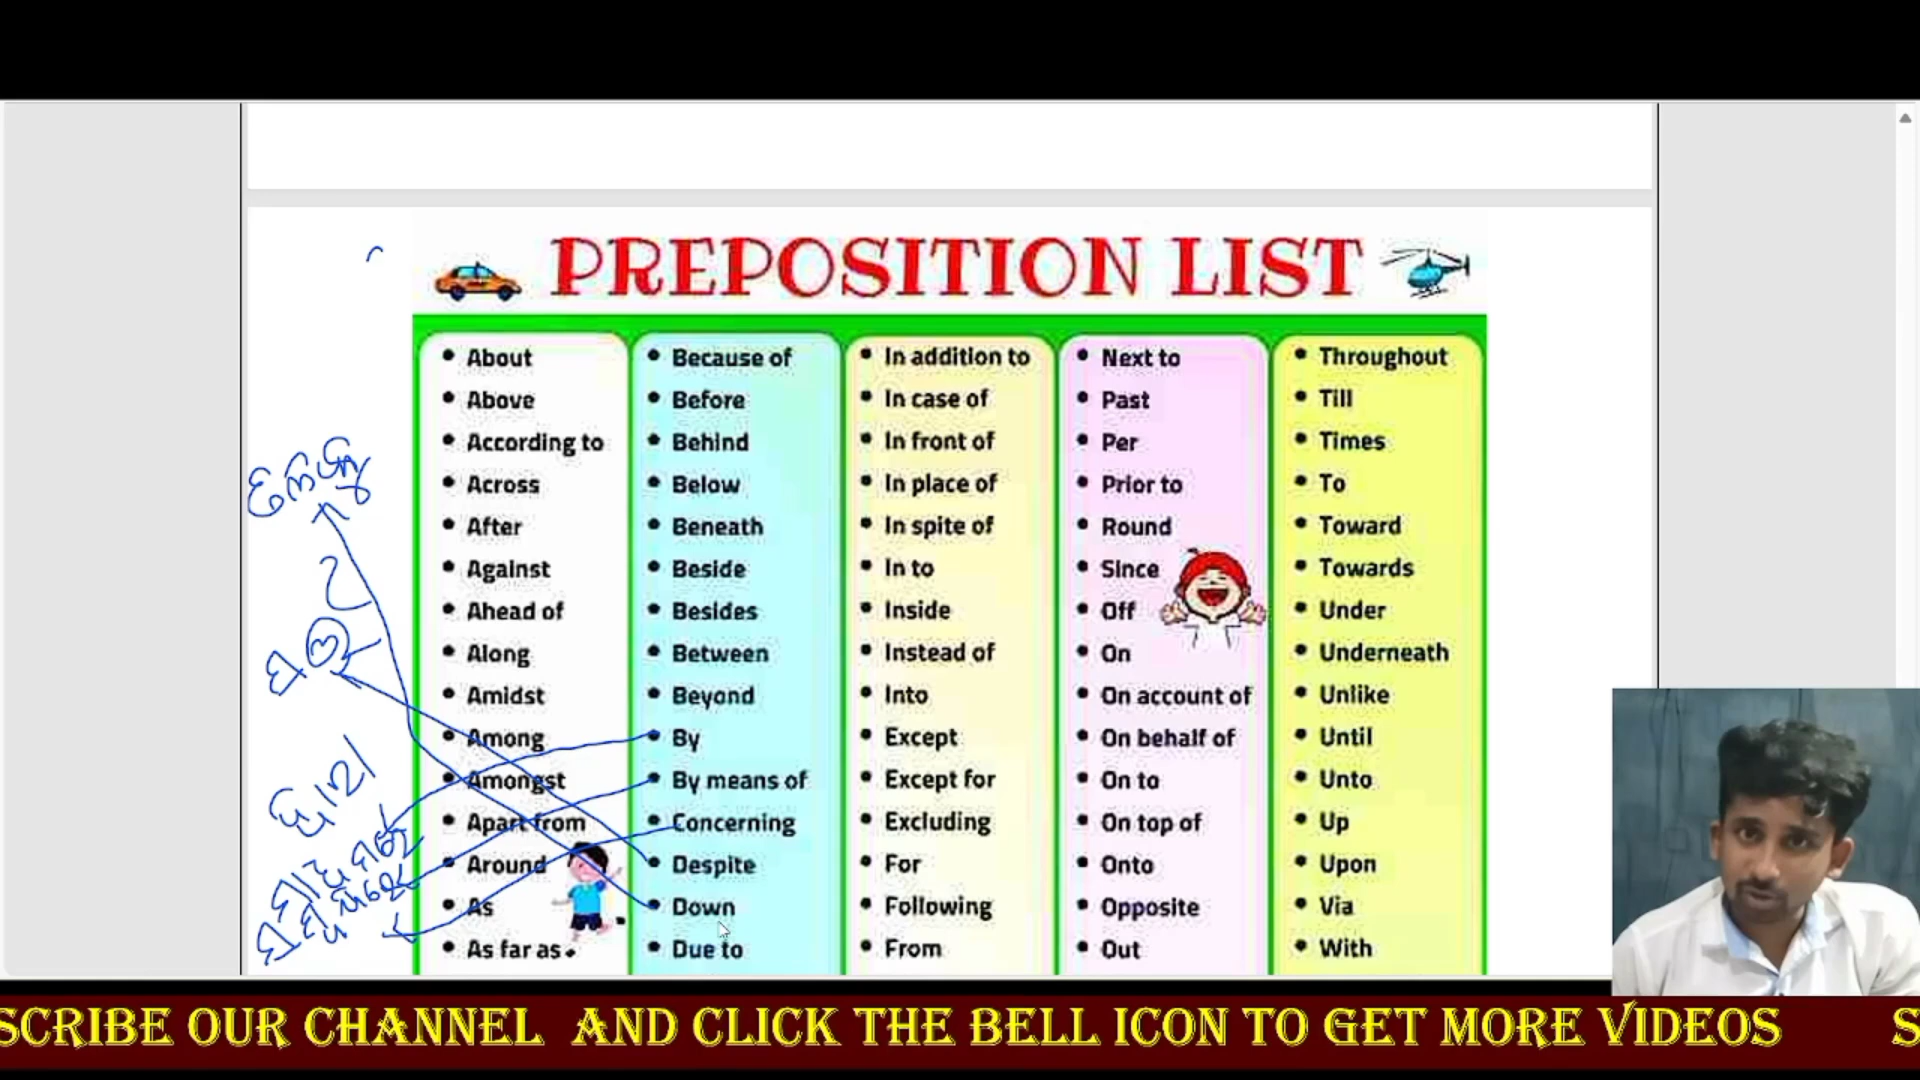 PREPOSITION LIST
About
Above
According to
Across
After
Against
Ahead of
Along
Amidst
Among
Amongst
Apart from
Around
As
As far as
Because of
Before
Behind
Below
Beneath
Beside
Besides
Between
Beyond
By
By means of
Concerning
Despite
Down
Due to
In addition to
In case of
In front of
In place of
In spite of
In to
Inside
Instead of
Into
Except
Except for
Excluding
For
Following
From
Next to
Past
Per
Prior to
Round
Since
Off
On
On account of
On behalf of
On to
On top of
Onto
Opposite
Out
Throughout
Till
Times
To
Toward
Towards
Under
Underneath
Unlike
Until
Unto
Up
Upon
Via
With
SCRIBE OUR CHANNEL AND CLICK THE BELL ICON TO GET MORE VIDEOS S